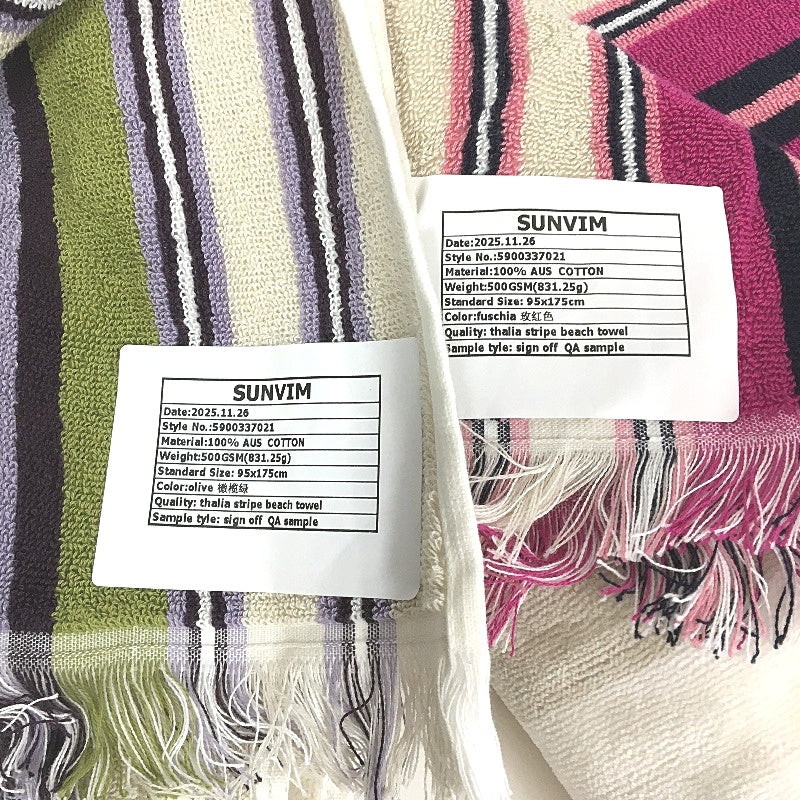 SUNVIM
Date:2025.11.26
Style No.:5900337021
Material:100% AUS COTTON
Weight:500GSM(831.25g)
Standard Size: 95x175cm
Color:fuschia 玫红色
Quality: thalia stripe beach towel
Sample tyle: sign off QA sample
SUNVIM
Date:2025.11.26
Style No.:5900337021
Material:100% AUS COTTON
Weight:500GSM(831.25g)
Standard Size: 95x175cm
Color:olive 橄榄绿
Quality: thalia stripe beach towel
Sample tyle: sign off QA sample